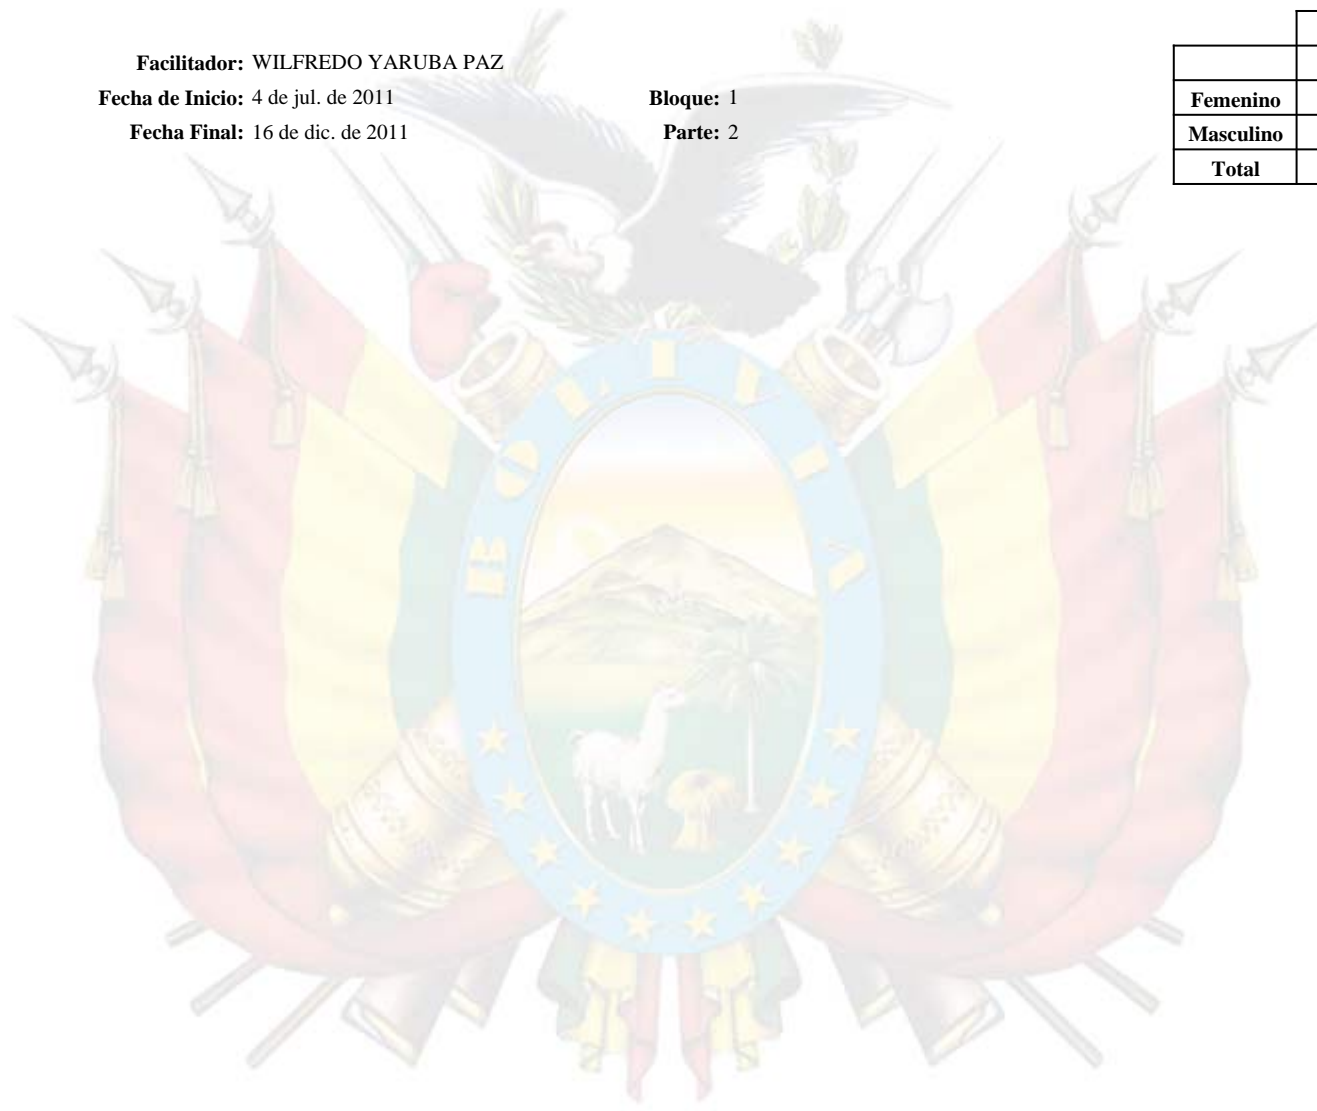 Facilitador: WILFREDO YARUBA PAZ
Fecha de Inicio: 4 de jul. de 2011 Bloque: 1
Fecha Final: 16 de dic. de 2011 Parte: 2
Femenino
Masculino
Total
BOLIVIA